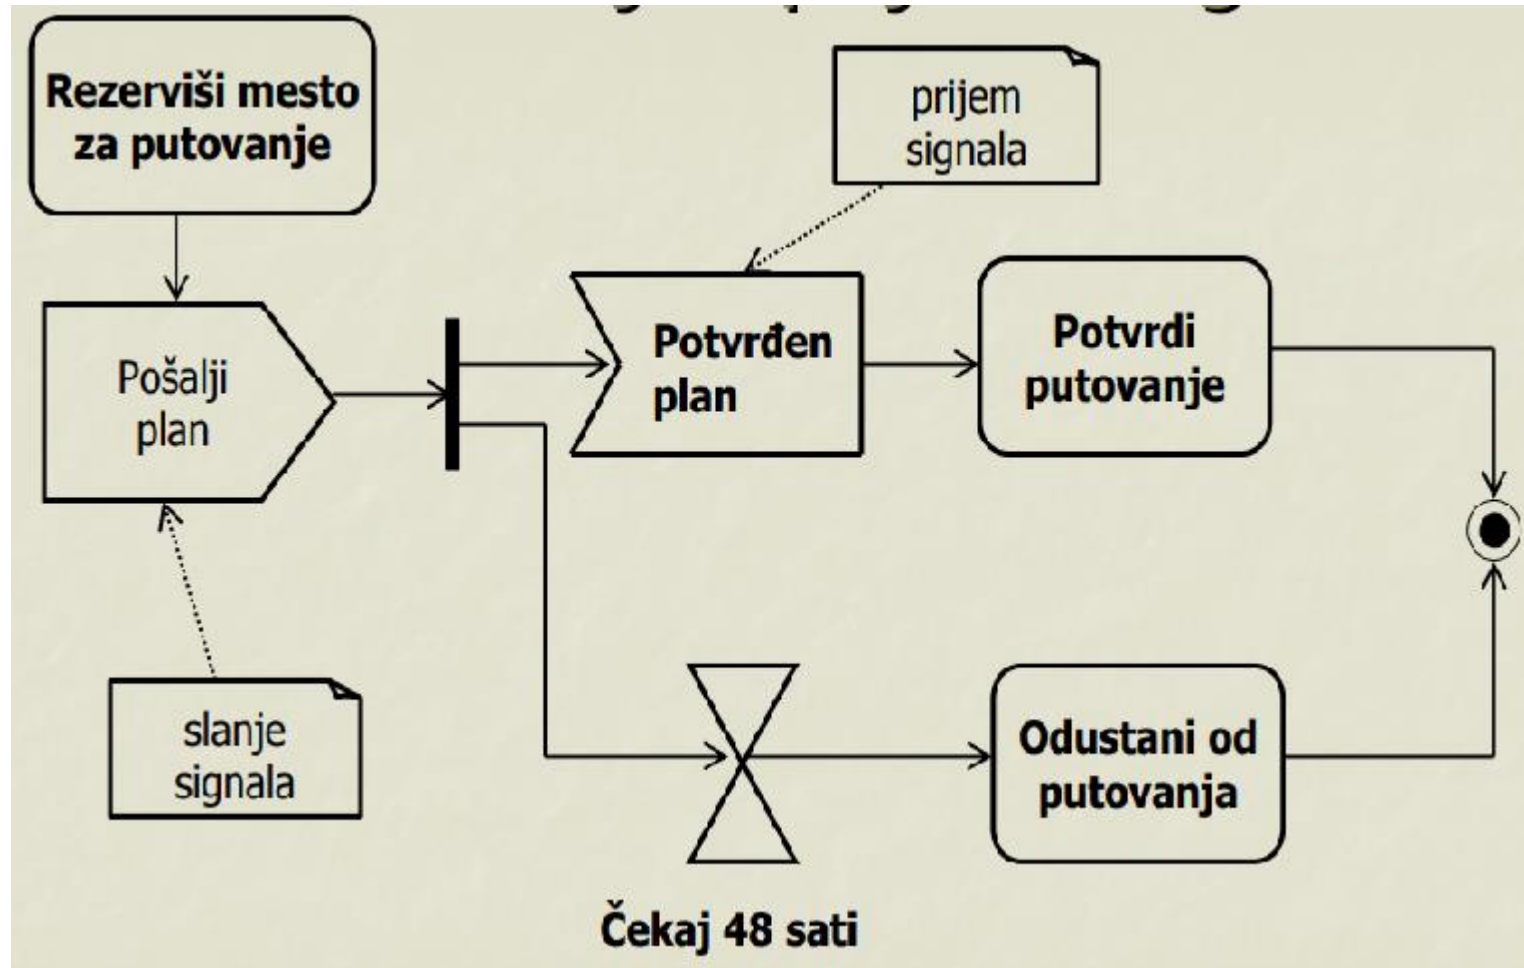 Rezerviši mesto
za putovanje
prijem
signala
Pošalji
plan
Potvrđen
plan
Potvrdi
putovanje
slanje
signala
Odustani od
putovanja
Čekaj 48 sati